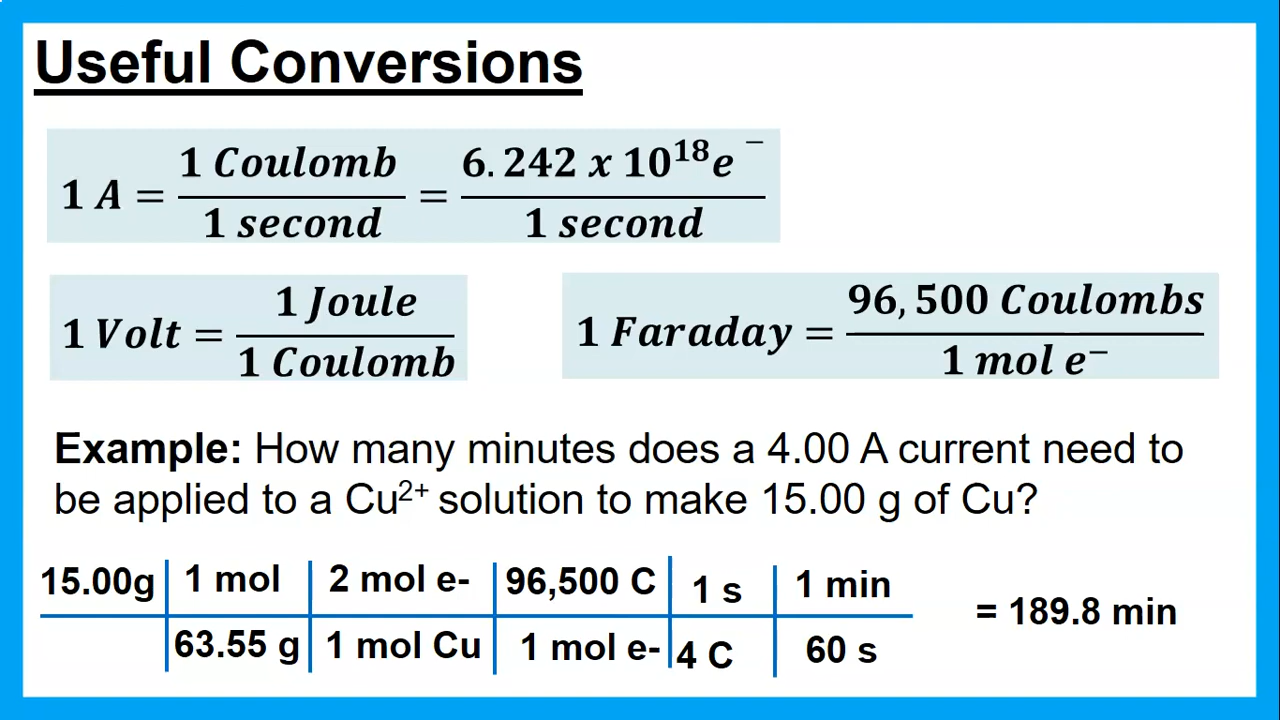 Useful Conversions
1 A = 1 Coulomb / 1 second = 6.242 x 10¹⁸e⁻ / 1 second
1 Volt = 1 Joule / 1 Coulomb
1 Faraday = 96,500 Coulombs / 1 mol e⁻
Example: How many minutes does a 4.00 A current need to
be applied to a Cu²⁺ solution to make 15.00 g of Cu?
15.00g | 1 mol | 2 mol e- | 96,500 C | 1 s | 1 min
63.55 g | 1 mol Cu | 1 mol e- | 4 C | 60 s
= 189.8 min